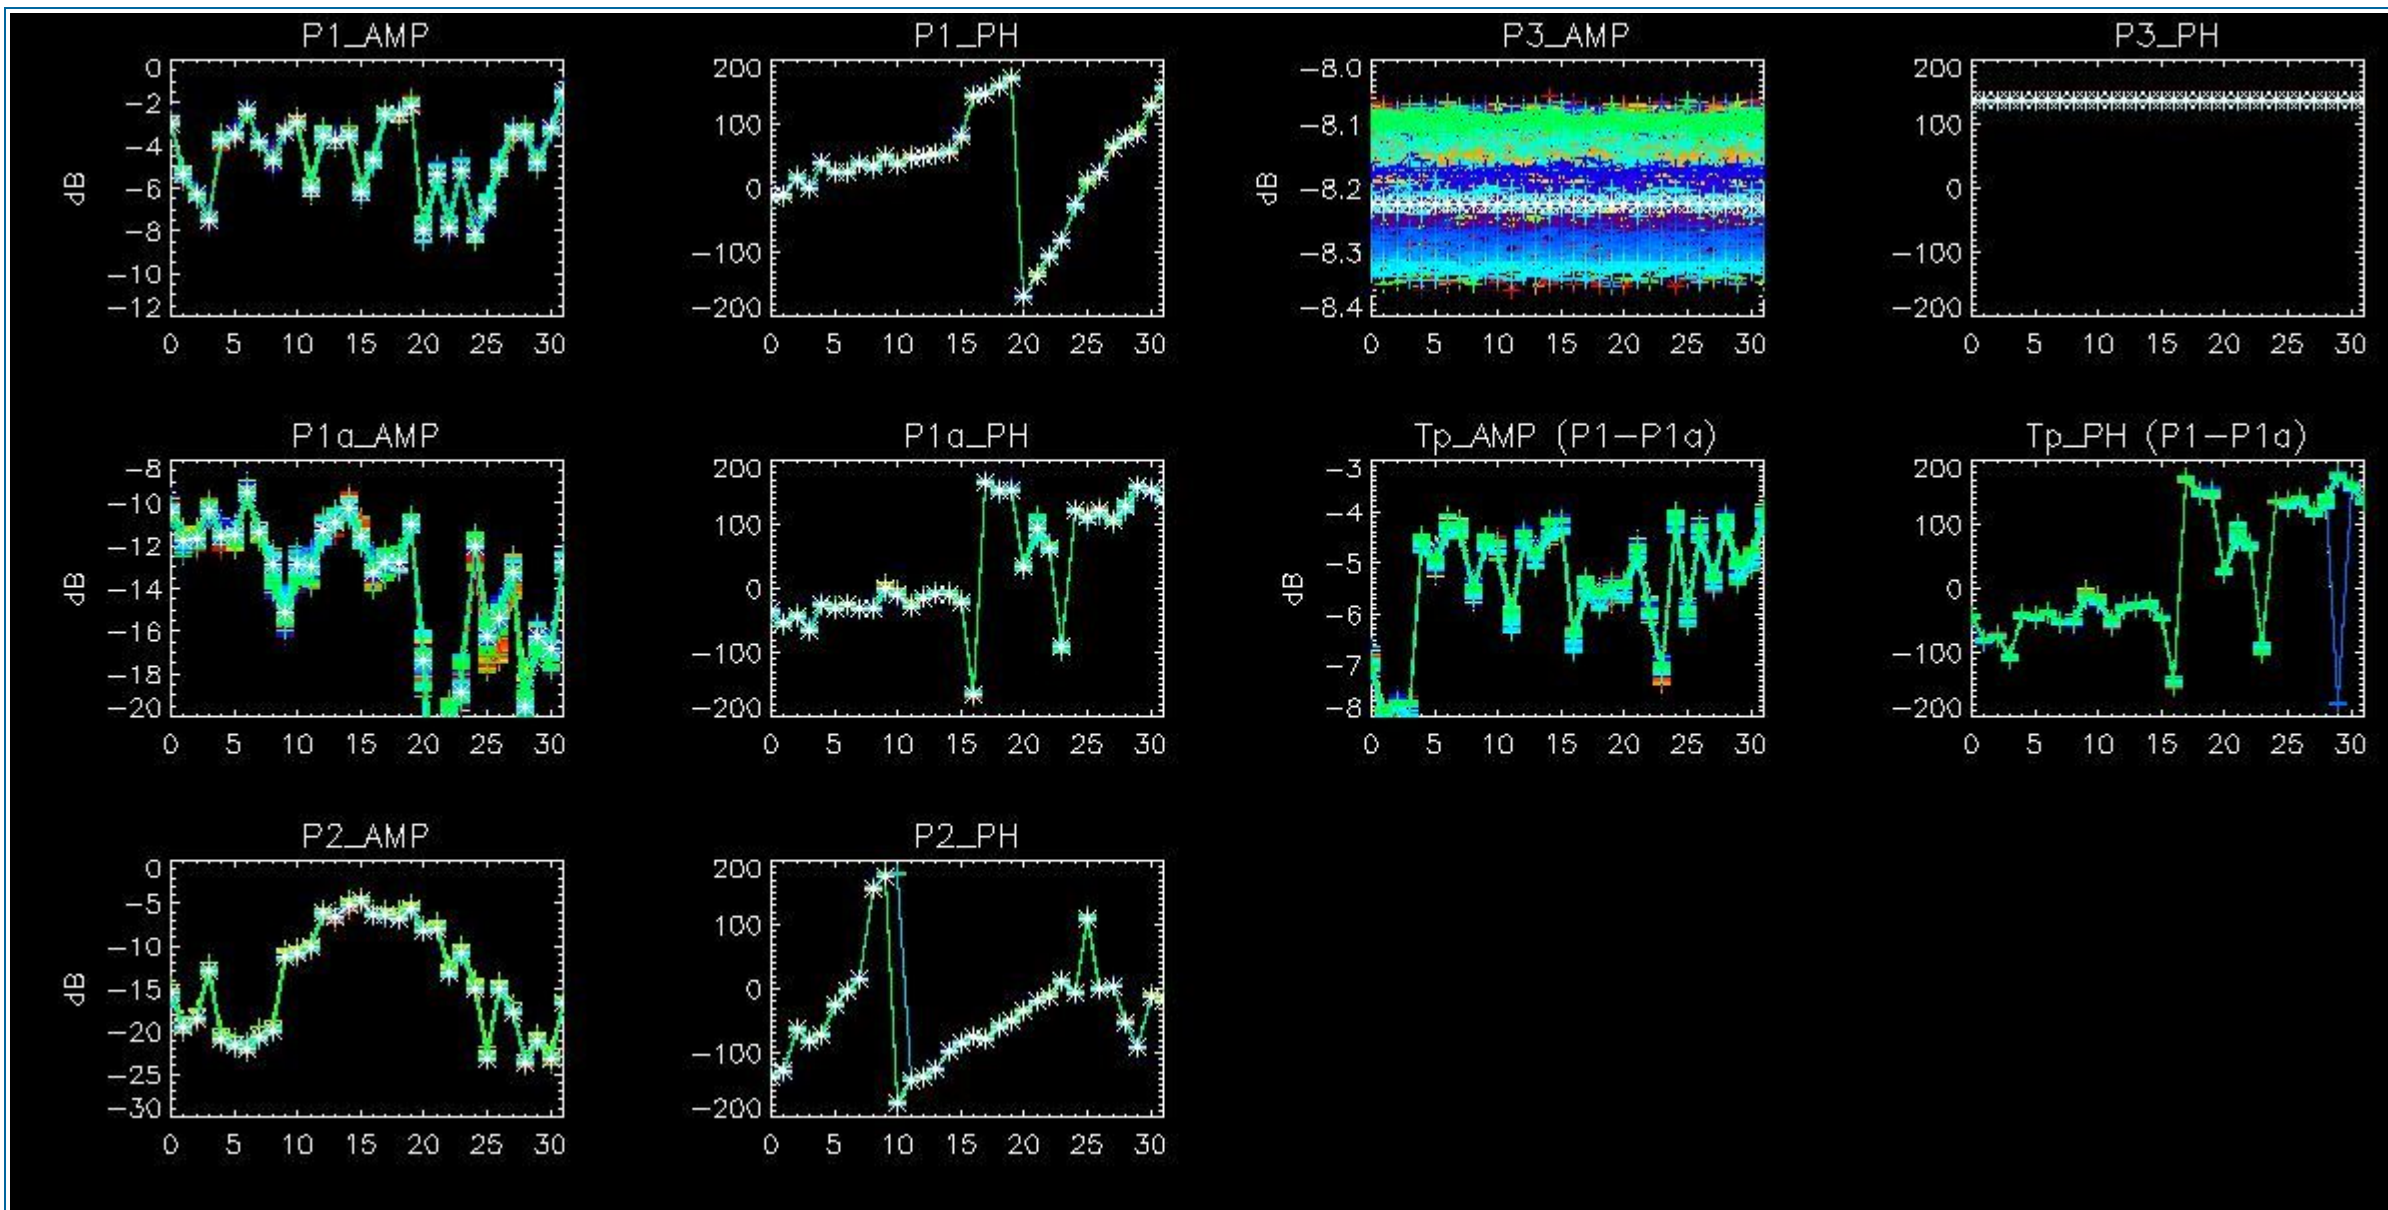 P1_AMP P1_PH P3_AMP P3_PH
0 200 -8.0 200
-2 100 -8.1 100
-4 0 -8.2 0
-6 -100 -8.3 -100
-8 -200 -8.4 -200
-10
-12
dB dB
0 5 10 15 20 25 30 0 5 10 15 20 25 30 0 5 10 15 20 25 30 0 5 10 15 20 25 30
P1a_AMP P1a_PH Tp_AMP (P1-P1a) Tp_PH (P1-P1a)
-8 200 -3 200
-10 100 -4 100
-12 0 -5 0
-14 -100 -6 -100
-16 -200 -7 -200
-18 -8
-20
dB dB
0 5 10 15 20 25 30 0 5 10 15 20 25 30 0 5 10 15 20 25 30 0 5 10 15 20 25 30
P2_AMP P2_PH
0 200
-5 100
-10 0
-15 -100
-20 -200
-25
-30
dB
0 5 10 15 20 25 30 0 5 10 15 20 25 30